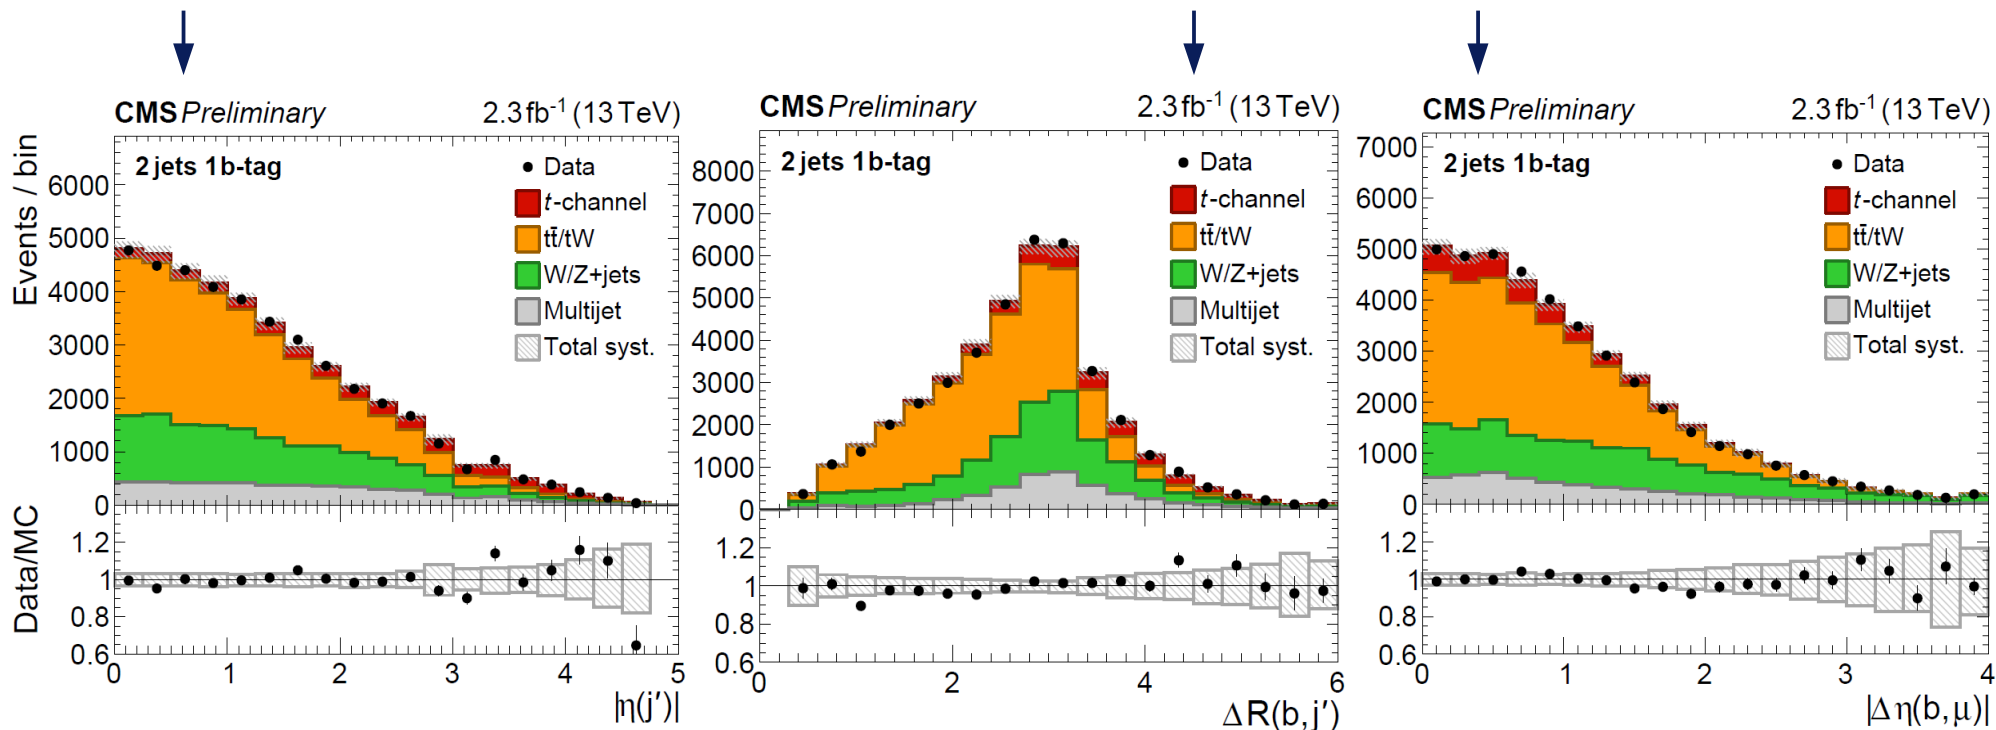 CMS Preliminary 2.3 fb⁻¹ (13 TeV)
2 jets 1b-tag
Data
t-channel
tt̄/tW
W/Z+jets
Multijet
Total syst.
Events / bin
6000
5000
4000
3000
2000
1000
0
Data/MC
1.2
1
0.8
0.6
0 1 2 3 4 5
|η(j′)|
CMS Preliminary 2.3 fb⁻¹ (13 TeV)
2 jets 1b-tag
Data
t-channel
tt̄/tW
W/Z+jets
Multijet
Total syst.
8000
7000
6000
5000
4000
3000
2000
1000
0
1.2
1
0.8
0.6
0 2 4 6
ΔR(b,j′)
CMS Preliminary 2.3 fb⁻¹ (13 TeV)
2 jets 1b-tag
Data
t-channel
tt̄/tW
W/Z+jets
Multijet
Total syst.
7000
6000
5000
4000
3000
2000
1000
0
1.2
1
0.8
0.6
0 1 2 3 4
|Δη(b,μ)|